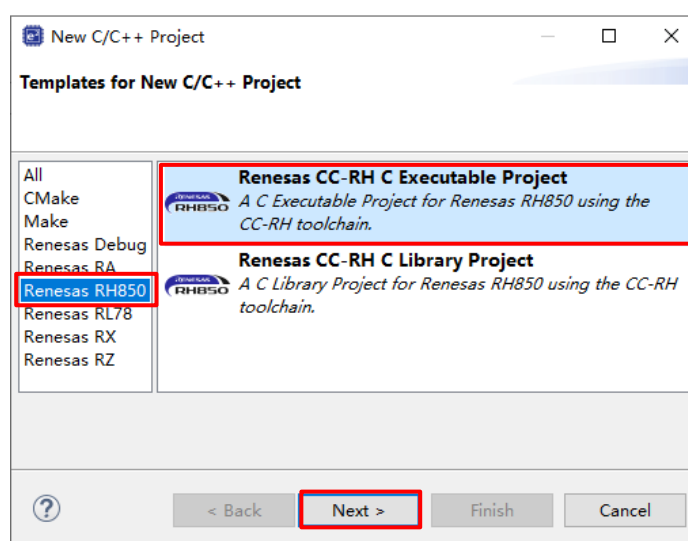 New C/C++ Project
Templates for New C/C++ Project
All
CMake
Make
Renesas Debug
Renesas RA
Renesas RH850
Renesas RL78
Renesas RX
Renesas RZ
RENESAS
RH850
Renesas CC-RH C Executable Project
A C Executable Project for Renesas RH850 using the
CC-RH toolchain.
RENESAS
RH850
Renesas CC-RH C Library Project
A C Library Project for Renesas RH850 using the CC-RH
toolchain.
?
< Back
Next >
Finish
Cancel